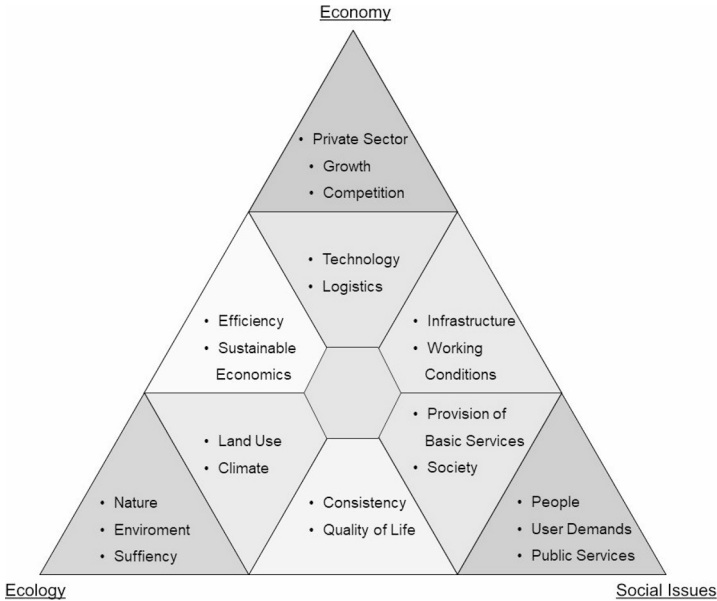 Economy
• Private Sector
• Growth
• Competition
• Technology
• Logistics
• Efficiency
• Sustainable
Economics
• Infrastructure
• Working
Conditions
• Land Use
• Climate
• Provision of
Basic Services
• Society
• Nature
• Enviroment
• Suffiency
• Consistency
• Quality of Life
• People
• User Demands
• Public Services
Ecology
Social Issues